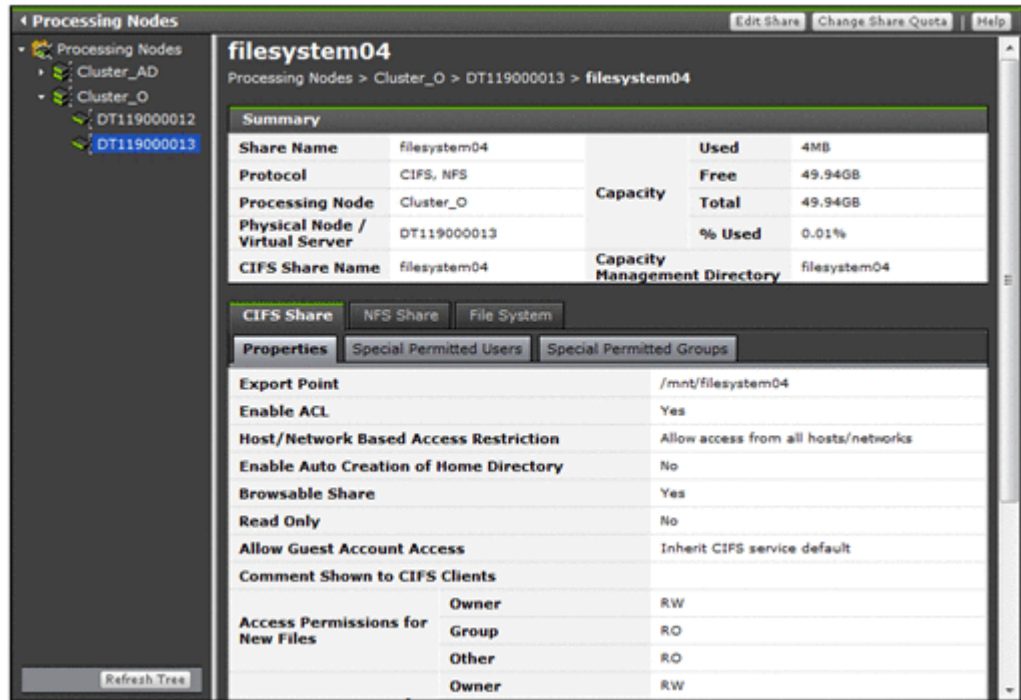 Processing Nodes
Edit Share Change Share Quota | Help
Processing Nodes
Cluster_AD
Cluster_O
DT119000012
DT119000013
Refresh Tree
filesystem04
Processing Nodes > Cluster_O > DT119000013 > filesystem04
Summary
Share Name filesystem04
Protocol CIFS, NFS
Processing Node Cluster_O
Physical Node /
Virtual Server DT119000013
CIFS Share Name filesystem04
Capacity
Used 4MB
Free 49.94GB
Total 49.94GB
% Used 0.01%
Capacity
Management Directory filesystem04
CIFS Share NFS Share File System
Properties Special Permitted Users Special Permitted Groups
Export Point /mnt/filesystem04
Enable ACL Yes
Host/Network Based Access Restriction Allow access from all hosts/networks
Enable Auto Creation of Home Directory No
Browsable Share Yes
Read Only No
Allow Guest Account Access Inherit CIFS service default
Comment Shown to CIFS Clients
Access Permissions for
New Files
Owner RW
Group RO
Other RO
Owner RW